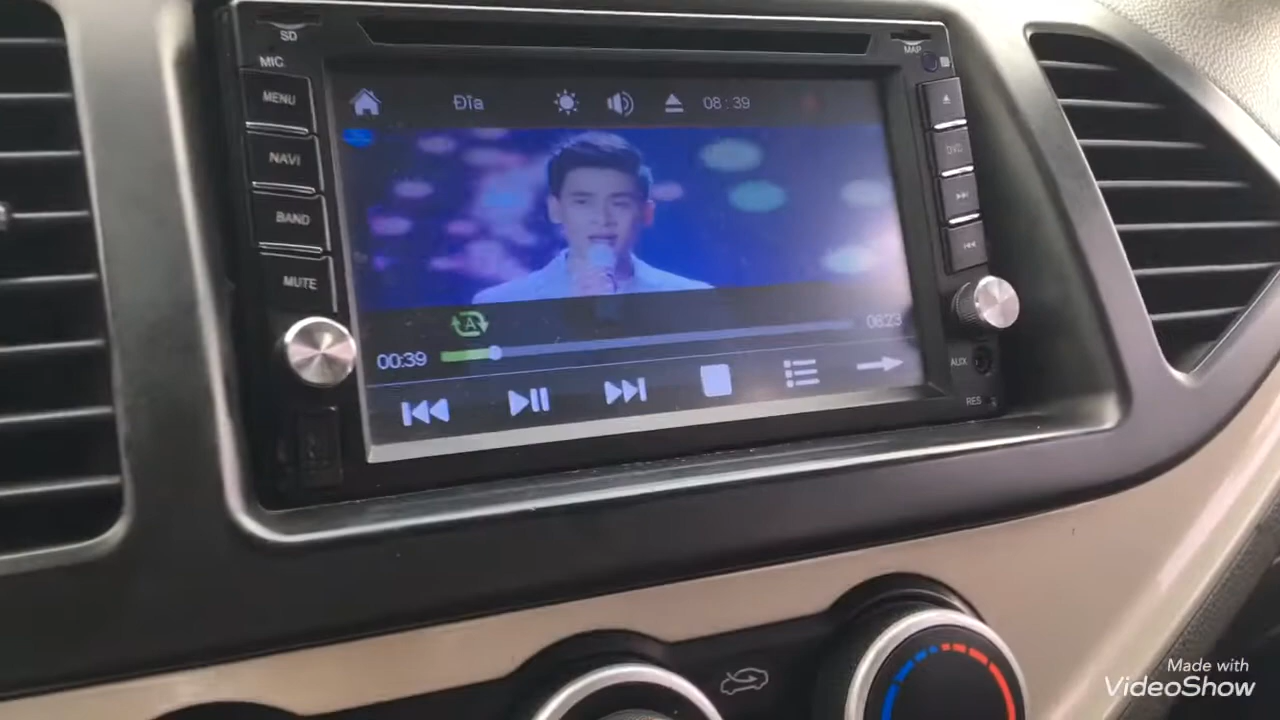 SD
MAP
MIC
MENU
NAVI
BAND
MUTE
Đĩa
08:39
DVD
A
00:39
06:23
AUX
RES
Made with
VideoShow